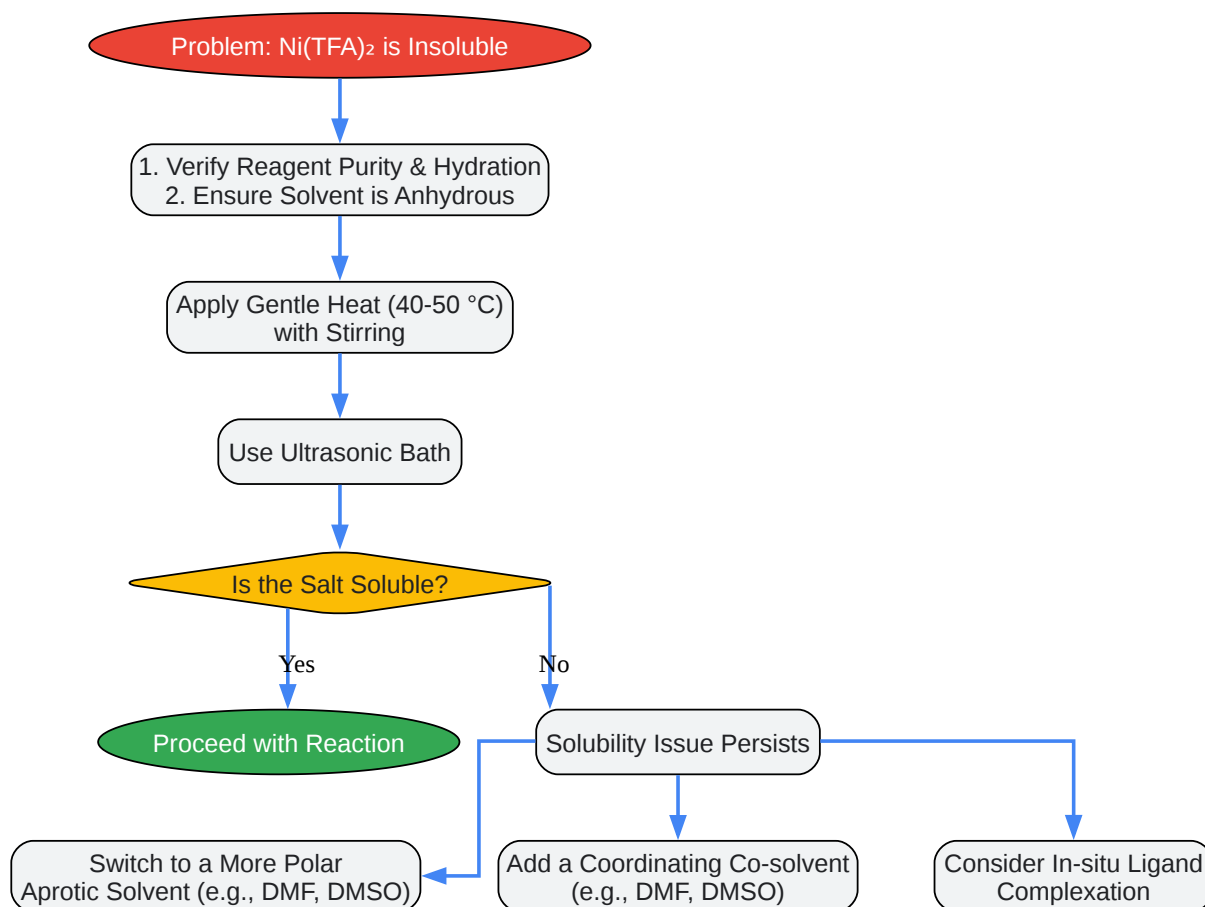 Problem: Ni(TFA)₂ is Insoluble
1. Verify Reagent Purity & Hydration
2. Ensure Solvent is Anhydrous
Apply Gentle Heat (40-50 °C)
with Stirring
Use Ultrasonic Bath
Is the Salt Soluble?
Yes
No
Proceed with Reaction
Solubility Issue Persists
Switch to a More Polar
Aprotic Solvent (e.g., DMF, DMSO)
Add a Coordinating Co-solvent
(e.g., DMF, DMSO)
Consider In-situ Ligand
Complexation